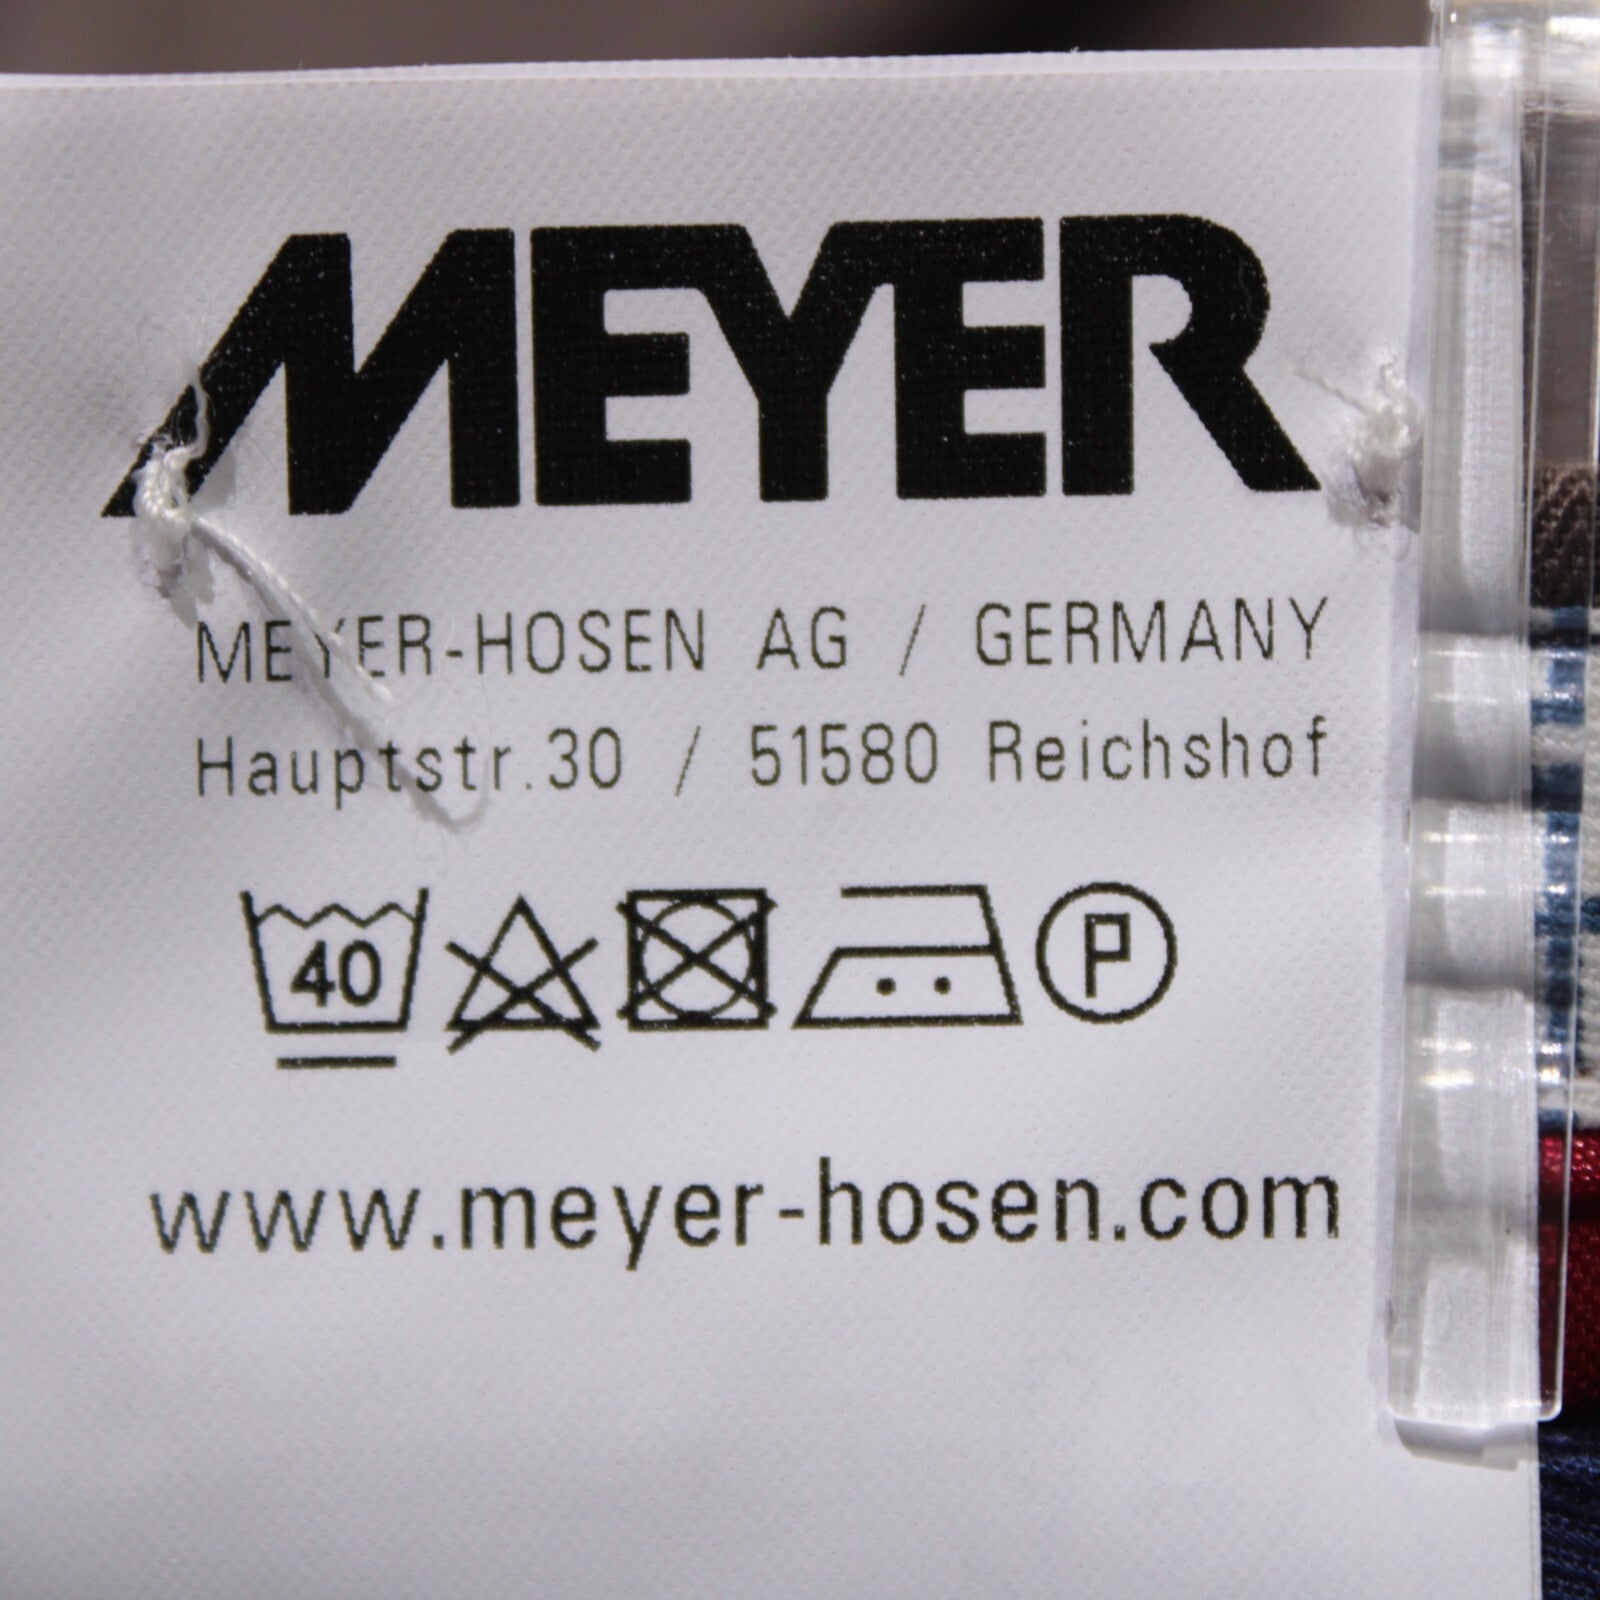 MEYER
MEYER-HOSEN AG / GERMANY
Hauptstr.30 / 51580 Reichshof
40 P
www.meyer-hosen.com